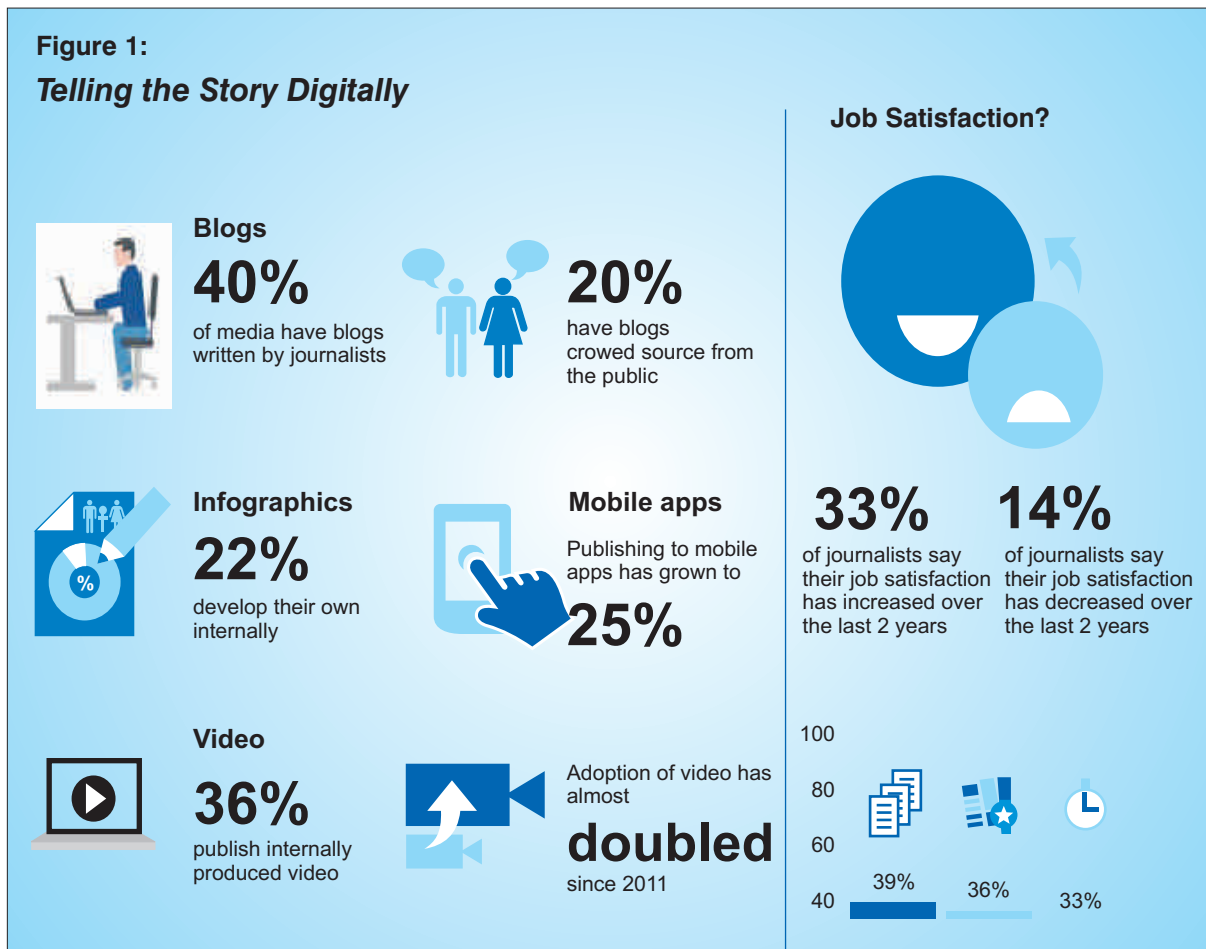 Figure 1:
Telling the Story Digitally
Blogs
40%
of media have blogs
written by journalists
20%
have blogs
crowed source from
the public
Infographics
22%
develop their own
internally
%
Mobile apps
Publishing to mobile
apps has grown to
25%
Video
36%
publish internally
produced video
Adoption of video has
almost
doubled
since 2011
Job Satisfaction?
33%
of journalists say
their job satisfaction
has increased over
the last 2 years
14%
of journalists say
their job satisfaction
has decreased over
the last 2 years
100
80
60
40
39%
36%
33%